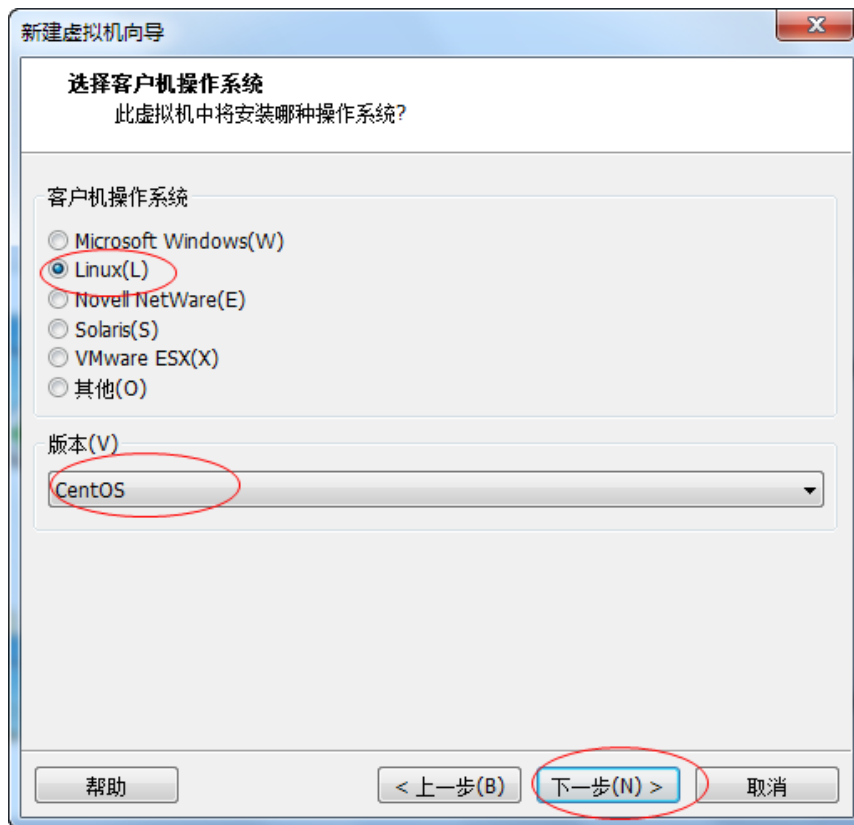 新建虚拟机向导
选择客户机操作系统
此虚拟机中将安装哪种操作系统?
客户机操作系统
Microsoft Windows(W)
Linux(L)
Novell NetWare(E)
Solaris(S)
VMware ESX(X)
其他(O)
版本(V)
CentOS
帮助
< 上一步(B)
下一步(N) >
取消